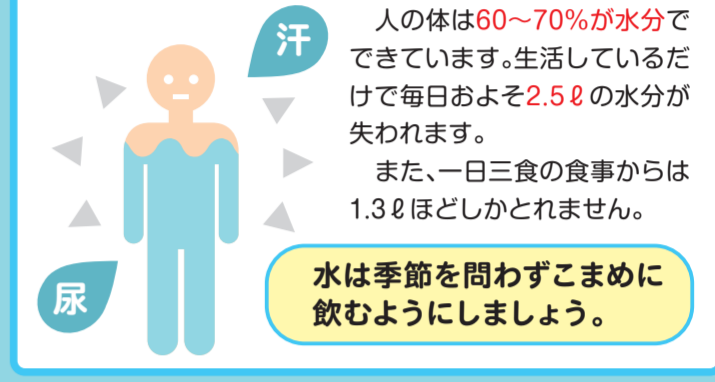 汗
人の体は60〜70%が水分で
できています。生活しているだ
けで毎日およそ2.5ℓの水分が
失われます。
また、一日三食の食事からは
1.3ℓほどしかとれません。
尿
水は季節を問わずこまめに
飲むようにしましょう。